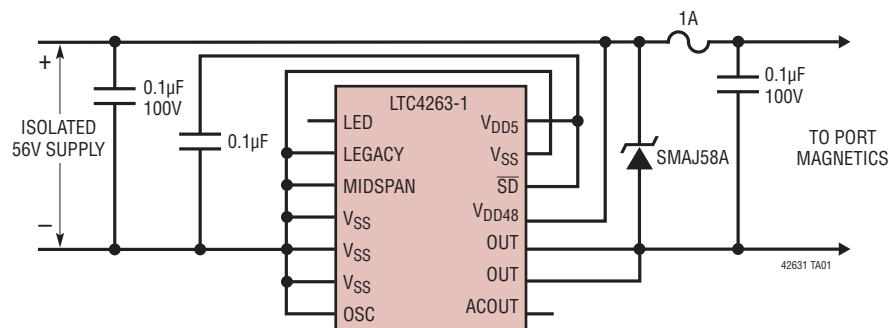 1A
+
0.1µF
100V
ISOLATED
56V SUPPLY
0.1µF
–
LTC4263-1
LED
LEGACY
MIDSPAN
VSS
VSS
VSS
OSC
VDD5
VSS
SD
VDD48
OUT
OUT
ACOUT
SMAJ58A
0.1µF
100V
TO PORT
MAGNETICS
42631 TA01